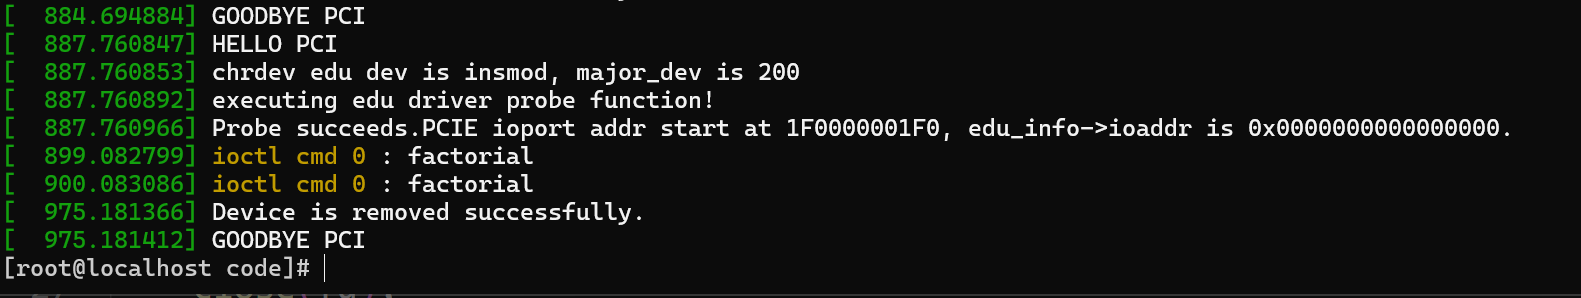 [  884.694884] GOODBYE PCI
[  887.760847] HELLO PCI
[  887.760853] chrdev edu dev is insmod, major_dev is 200
[  887.760892] executing edu driver probe function!
[  887.760966] Probe succeeds.PCIE ioport addr start at 1F0000001F0, edu_info->ioaddr is 0x0000000000000000.
[  899.082799] ioctl cmd 0 : factorial
[  900.083086] ioctl cmd 0 : factorial
[  975.181366] Device is removed successfully.
[  975.181412] GOODBYE PCI
[root@localhost code]#